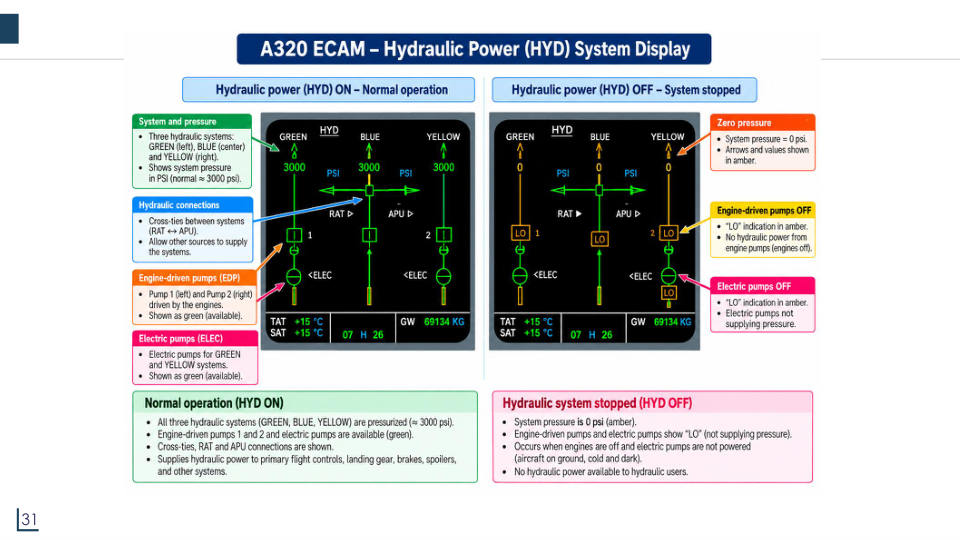 A320 ECAM – Hydraulic Power (HYD) System Display
Hydraulic power (HYD) ON – Normal operation
Hydraulic power (HYD) OFF – System stopped
System and pressure
• Three hydraulic systems:
GREEN (left), BLUE (center)
and YELLOW (right).
• Shows system pressure
in PSI (normal ≈ 3000 psi).
Hydraulic connections
• Cross-ties between systems
(RAT ↔ APU).
• Allow other sources to supply
the systems.
Engine-driven pumps (EDP)
• Pump 1 (left) and Pump 2 (right)
driven by the engines.
• Shown as green (available).
Electric pumps (ELEC)
• Electric pumps for GREEN
and YELLOW systems.
• Shown as green (available).
HYD
GREEN BLUE YELLOW
3000 3000 3000
PSI PSI
RAT ▷ APU ▷
1 2
<ELEC <ELEC
TAT +15 °C GW 69134 KG
SAT +15 °C 07 H 26
HYD
GREEN BLUE YELLOW
0 0 0
PSI PSI
RAT ▶ APU ▷
LO 1 LO 2 LO
<ELEC <ELEC
LO
TAT +15 °C GW 69134 KG
SAT +15 °C 07 H 26
Zero pressure
• System pressure = 0 psi.
• Arrows and values shown
in amber.
Engine-driven pumps OFF
• "LO" indication in amber.
• No hydraulic power from
engine pumps (engines off).
Electric pumps OFF
• "LO" indication in amber.
• Electric pumps not
supplying pressure.
Normal operation (HYD ON)
• All three hydraulic systems (GREEN, BLUE, YELLOW) are pressurized (≈ 3000 psi).
• Engine-driven pumps 1 and 2 and electric pumps are available (green).
• Cross-ties, RAT and APU connections are shown.
• Supplies hydraulic power to primary flight controls, landing gear, brakes, spoilers,
and other systems.
Hydraulic system stopped (HYD OFF)
• System pressure is 0 psi (amber).
• Engine-driven pumps and electric pumps show "LO" (not supplying pressure).
• Occurs when engines are off and electric pumps are not powered
(aircraft on ground, cold and dark).
• No hydraulic power available to hydraulic users.
31